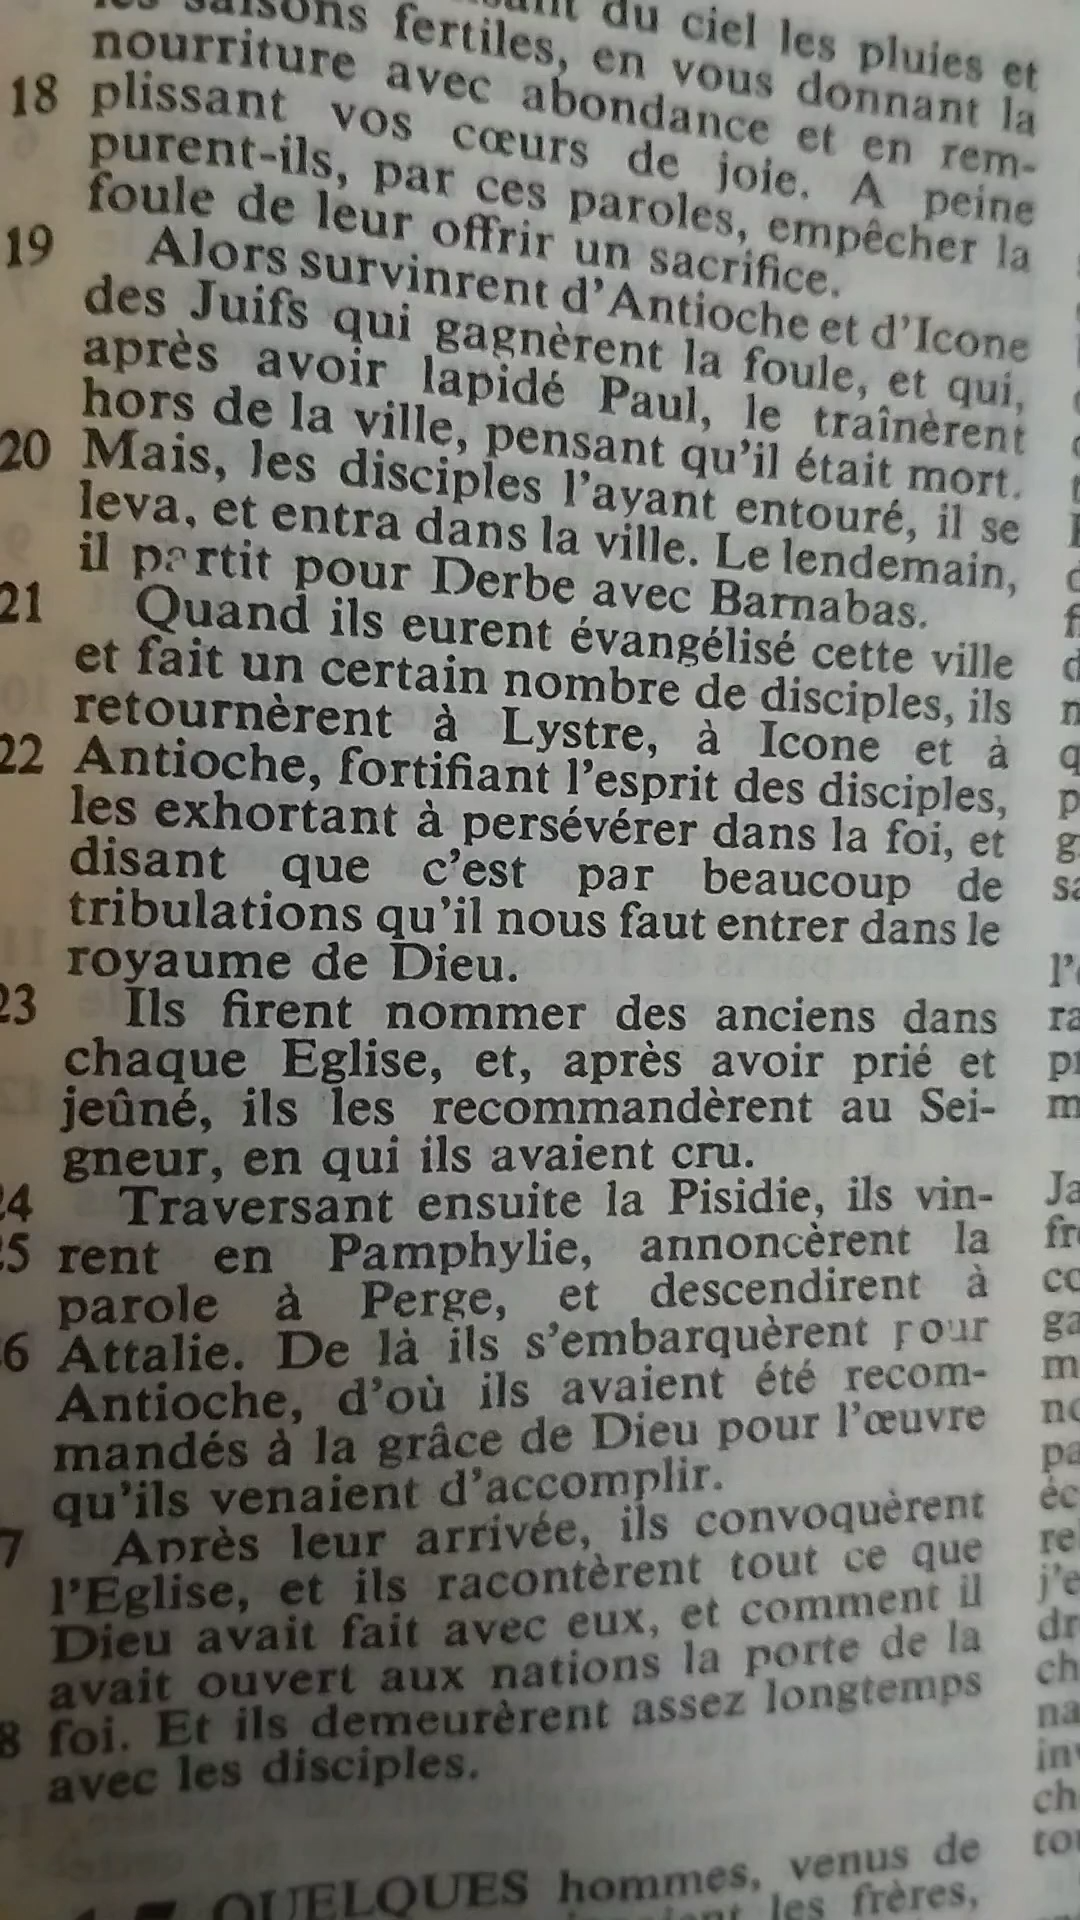 du ciel les pluies et
les saisons fertiles, en vous donnant la
nourriture avec abondance et en rem-
18 plissant vos cœurs de joie. A peine
purent-ils, par ces paroles, empêcher la
foule de leur offrir un sacrifice.
19 Alors survinrent d'Antioche et d'Icone
des Juifs qui gagnèrent la foule, et qui,
après avoir lapidé Paul, le traînèrent
hors de la ville, pensant qu'il était mort.
20 Mais, les disciples l'ayant entouré, il se
leva, et entra dans la ville. Le lendemain,
il partit pour Derbe avec Barnabas.
21 Quand ils eurent évangélisé cette ville
et fait un certain nombre de disciples, ils
retournèrent à Lystre, à Icone et à
22 Antioche, fortifiant l'esprit des disciples,
les exhortant à persévérer dans la foi, et
disant que c'est par beaucoup de
tribulations qu'il nous faut entrer dans le
royaume de Dieu.
23 Ils firent nommer des anciens dans
chaque Eglise, et, après avoir prié et
jeûné, ils les recommandèrent au Sei-
gneur, en qui ils avaient cru.
24 Traversant ensuite la Pisidie, ils vin-
25 rent en Pamphylie, annoncèrent la
parole à Perge, et descendirent à
26 Attalie. De là ils s'embarquèrent pour
Antioche, d'où ils avaient été recom-
mandés à la grâce de Dieu pour l'œuvre
qu'ils venaient d'accomplir.
7 Après leur arrivée, ils convoquèrent
l'Eglise, et ils racontèrent tout ce que
Dieu avait fait avec eux, et comment il
avait ouvert aux nations la porte de la
8 foi. Et ils demeurèrent assez longtemps
avec les disciples.
QUELQUES hommes, venus de
les frères,